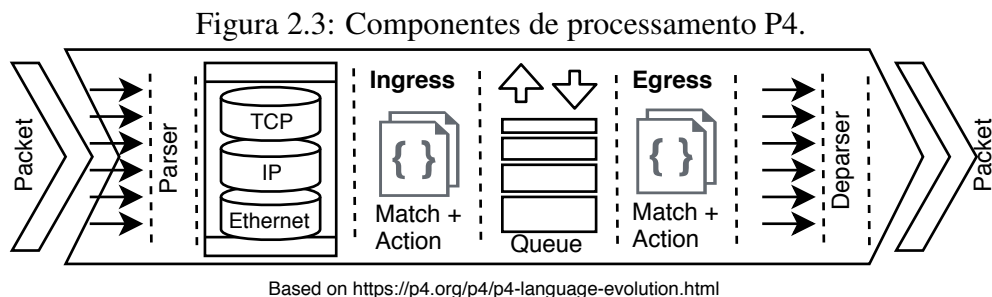 Figura 2.3: Componentes de processamento P4.
Packet
Parser
TCP
IP
Ethernet
Ingress
{ }
Match +
Action
Queue
Egress
{ }
Match +
Action
Deparser
Packet
Based on https://p4.org/p4/p4-language-evolution.html